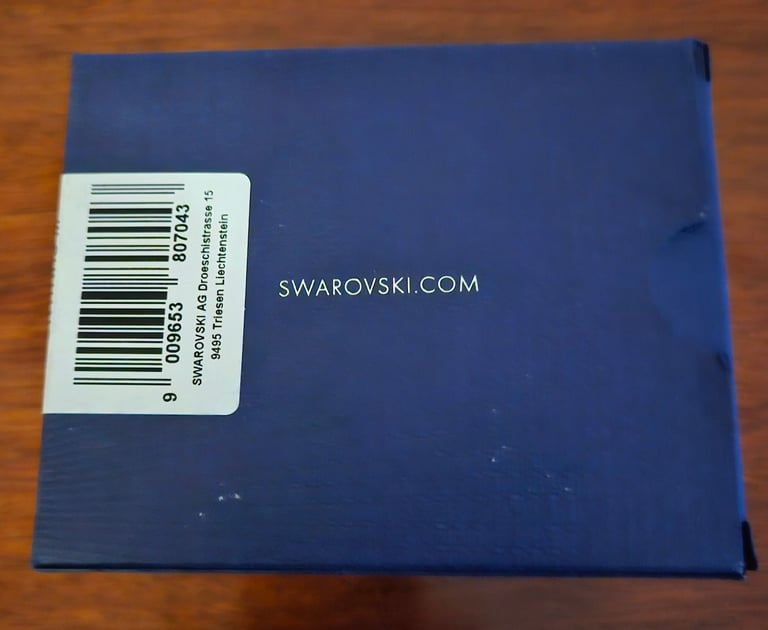 9 009653 807043
SWAROVSKI AG Droeschistrasse 15
9495 Triesen Liechtenstein
SWAROVSKI.COM